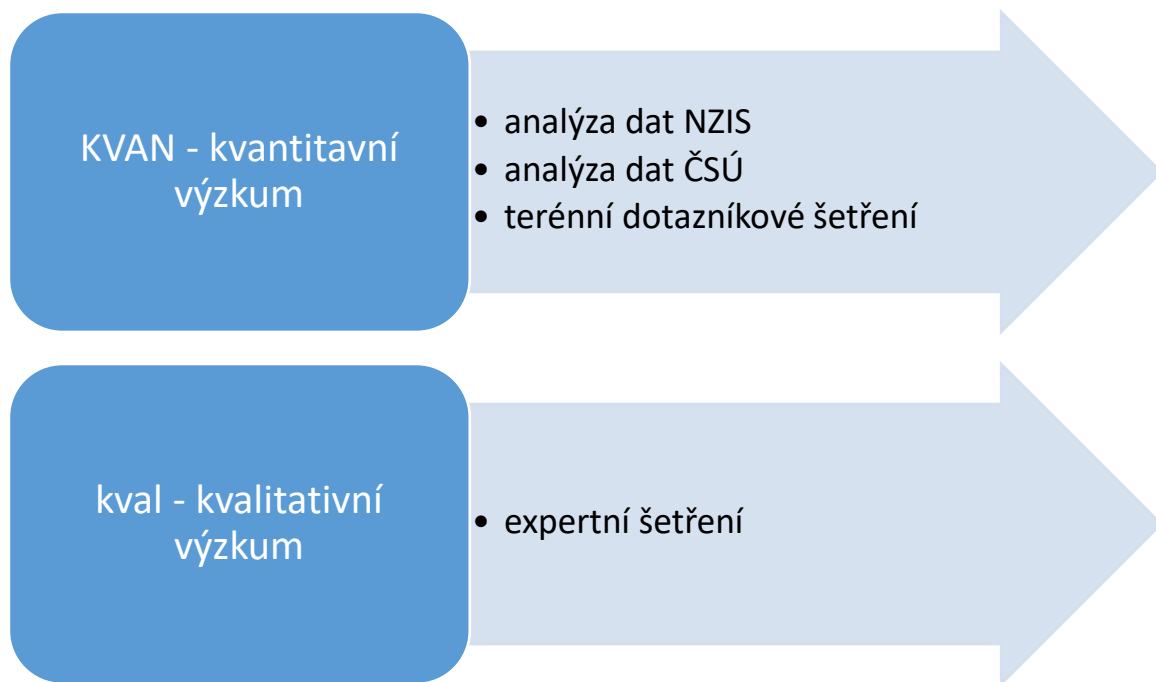 KVAN - kvantitavní
výzkum
• analýza dat NZIS
• analýza dat ČSÚ
• terénní dotazníkové šetření
kval - kvalitativní
výzkum
• expertní šetření